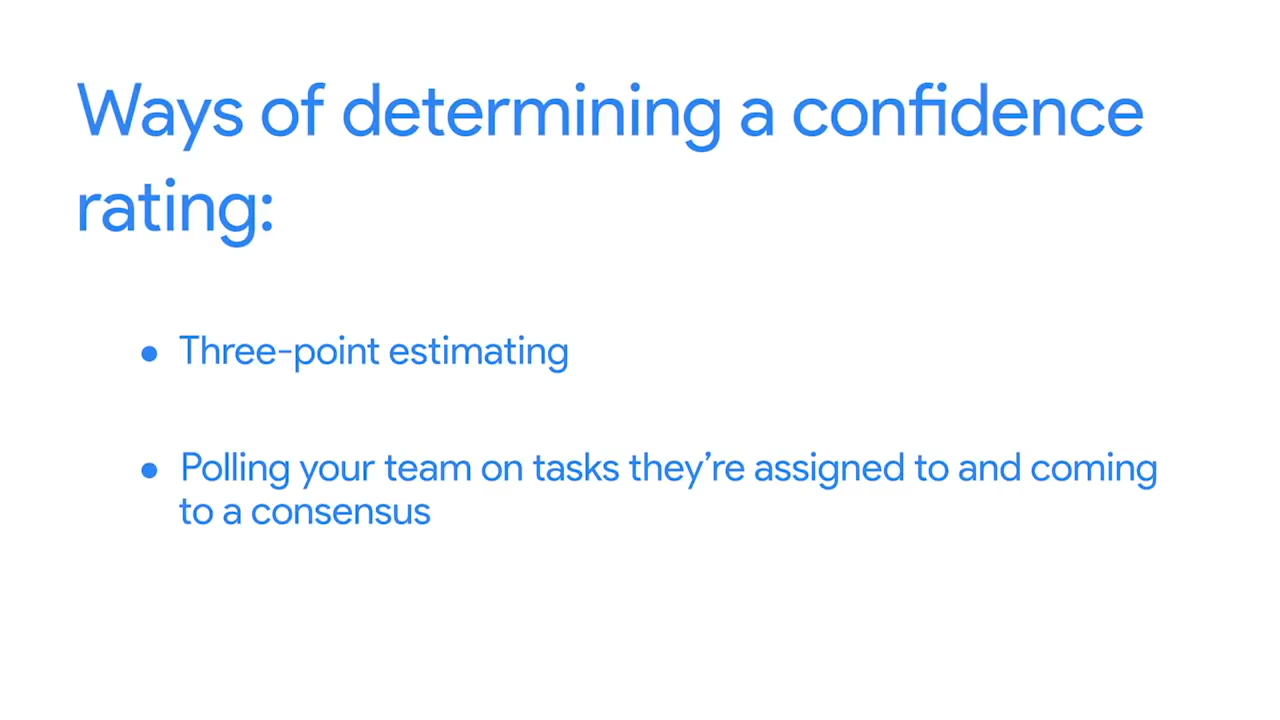 Ways of determining a confidence
rating:
● Three-point estimating
● Polling your team on tasks they’re assigned to and coming
to a consensus